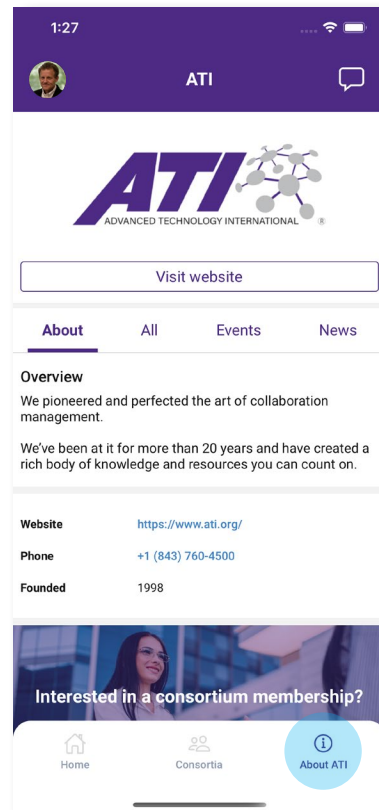 1:27
ATI
ATI
ADVANCED TECHNOLOGY INTERNATIONAL ®
Visit website
About All Events News
Overview
We pioneered and perfected the art of collaboration
management.
We've been at it for more than 20 years and have created a
rich body of knowledge and resources you can count on.
Website https://www.ati.org/
Phone +1 (843) 760-4500
Founded 1998
Interested in a consortium membership?
Home Consortia About ATI